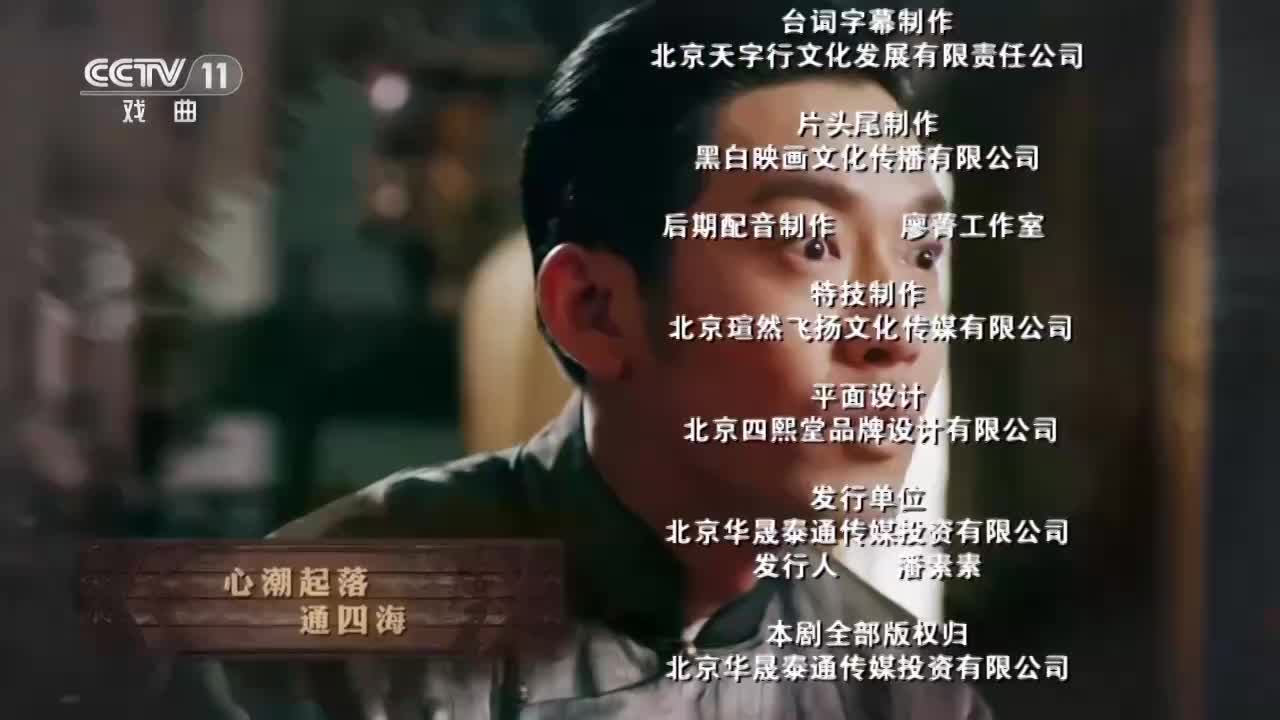 CCTV 11
戏曲
台词字幕制作
北京天字行文化发展有限责任公司
片头尾制作
黑白映画文化传播有限公司
后期配音制作 廖菁工作室
特技制作
北京瑄然飞扬文化传媒有限公司
平面设计
北京四熙堂品牌设计有限公司
发行单位
北京华晟泰通传媒投资有限公司
发行人 潘素素
本剧全部版权归
北京华晟泰通传媒投资有限公司
心潮起落
通四海